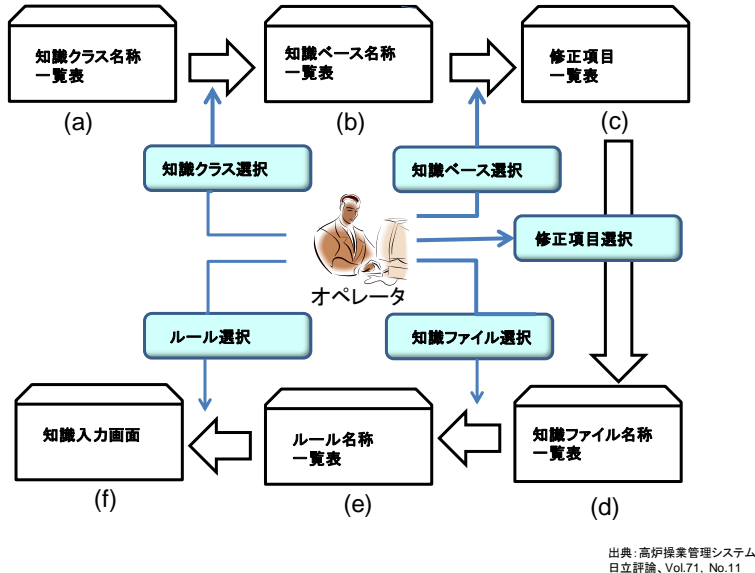 知識クラス名称
一覧表
(a)
知識ベース名称
一覧表
(b)
修正項目
一覧表
(c)
知識クラス選択
知識ベース選択
修正項目選択
オペレータ
ルール選択
知識ファイル選択
知識入力画面
(f)
ルール名称
一覧表
(e)
知識ファイル名称
一覧表
(d)
出典：高炉操業管理システム
日立評論、Vol.71, No.11